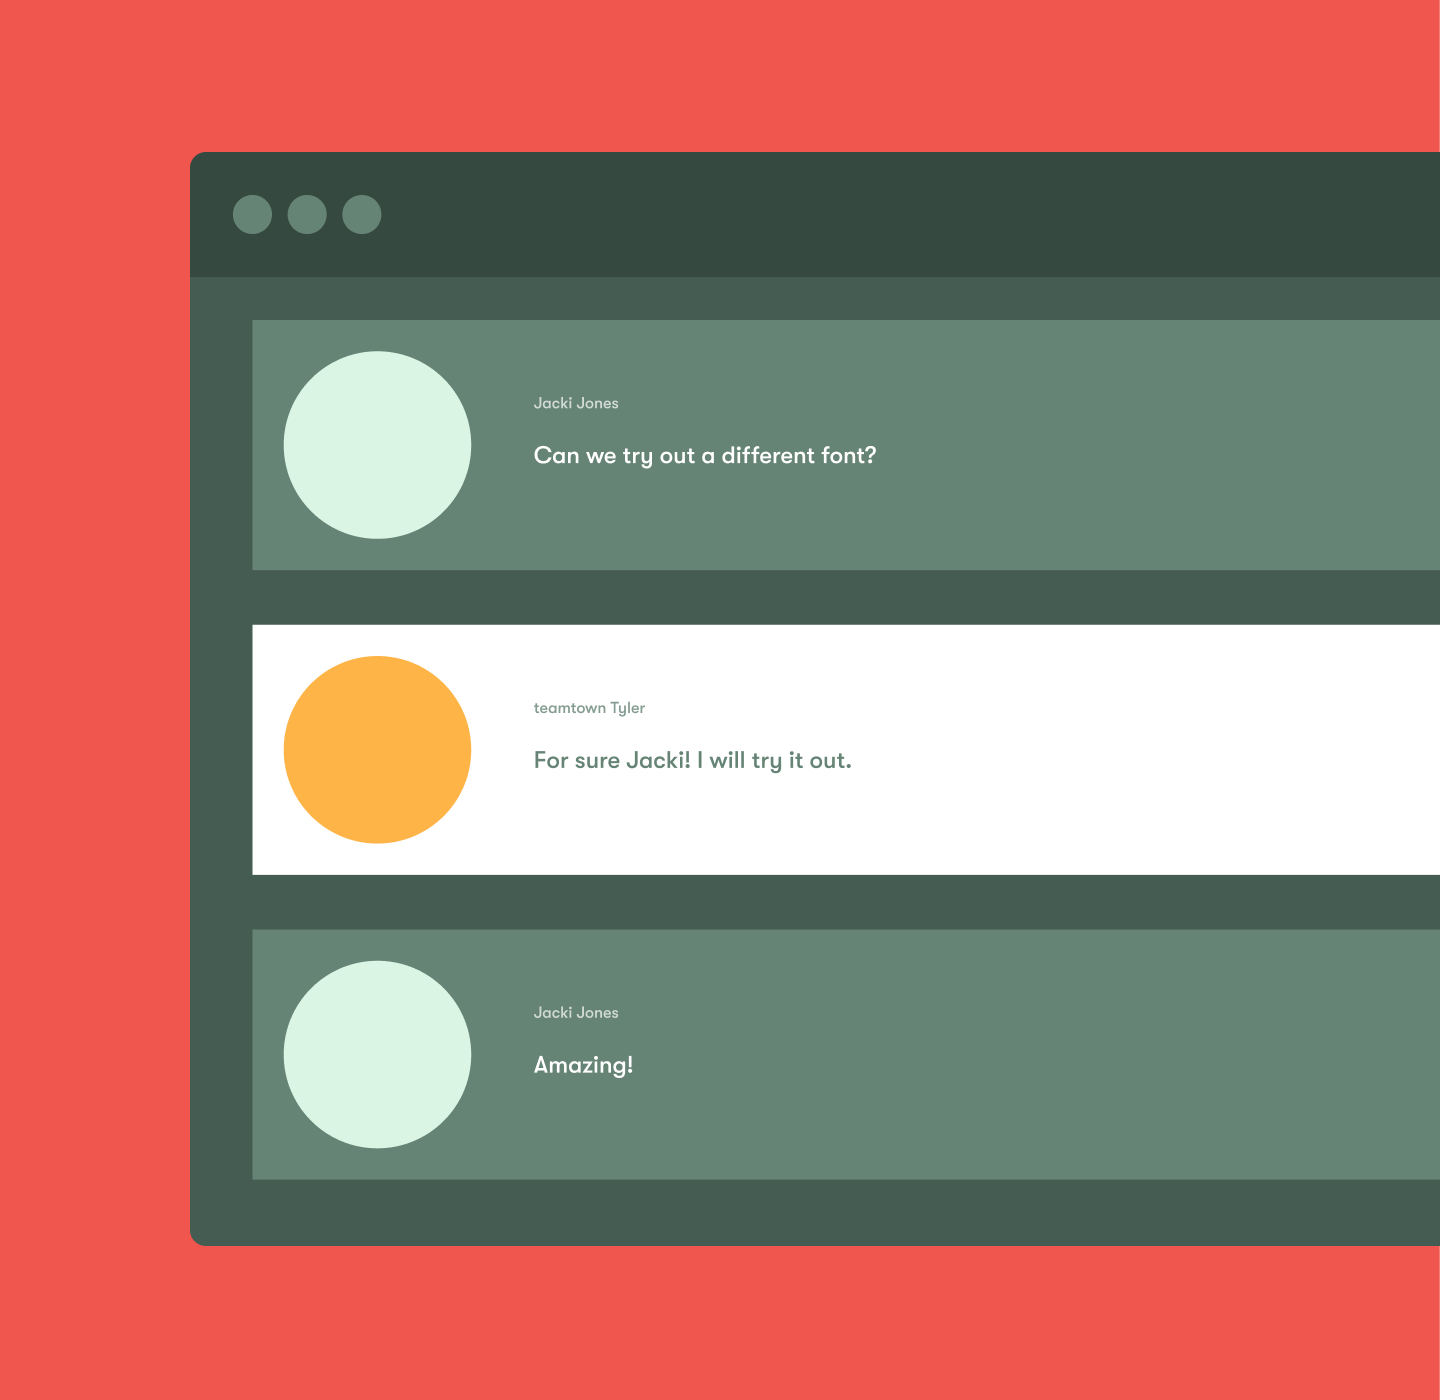 Jacki Jones
Can we try out a different font?
teamtown Tyler
For sure Jacki! I will try it out.
Jacki Jones
Amazing!